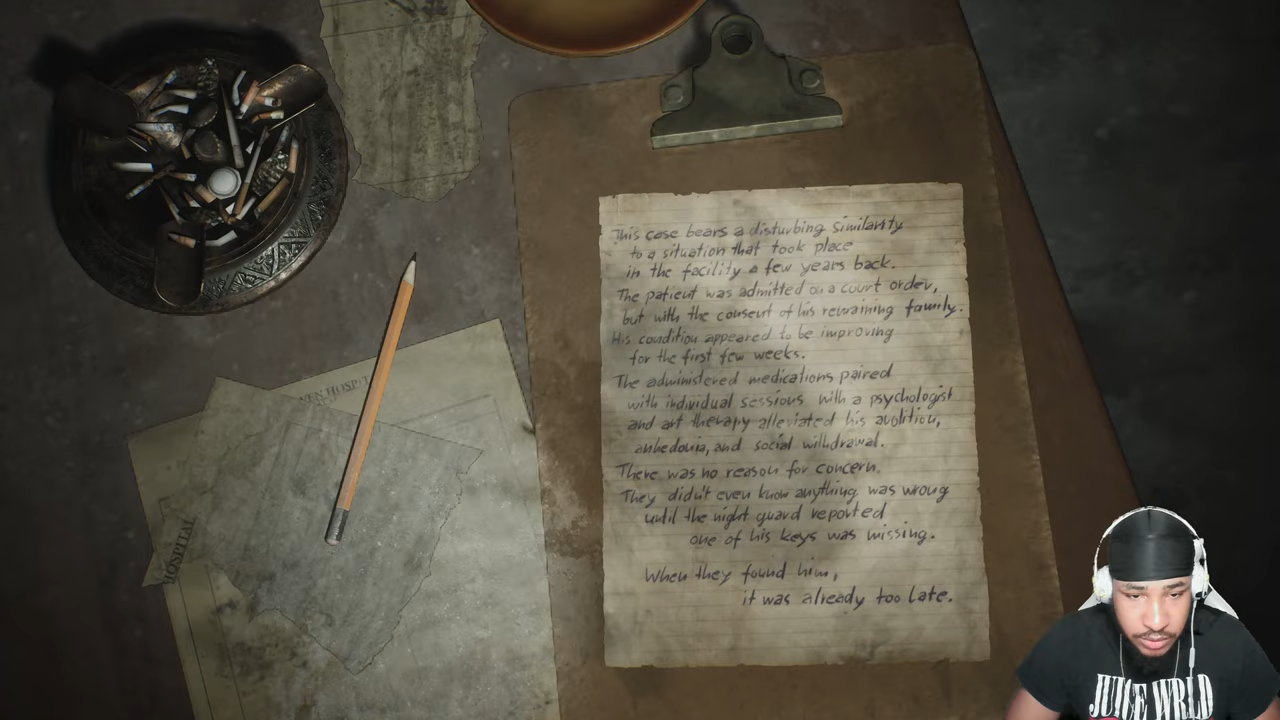 This case bears a disturbing similarity
to a situation that took place
in the facility a few years back.
The patient was admitted on a court order,
but with the consent of his remaining family.
His condition appeared to be improving
for the first few weeks.
The administered medications paired
with individual sessions with a psychologist
and art therapy alleviated his avolition,
anhedonia, and social withdrawal.
There was no reason for concern.
They didn't even know anything was wrong
until the night guard reported
one of his keys was missing.
When they found him,
it was already too late.
HOSPITAL
JUICE WRLD